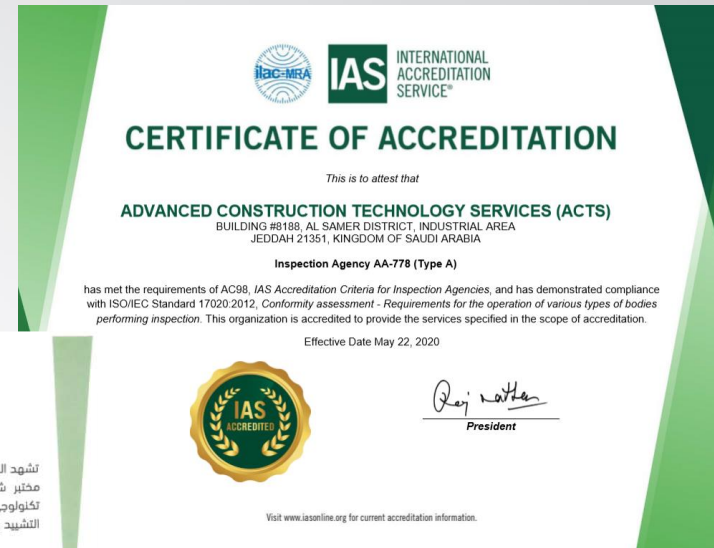 ilac-MRA
IAS
INTERNATIONAL
ACCREDITATION
SERVICE®
CERTIFICATE OF ACCREDITATION
This is to attest that
ADVANCED CONSTRUCTION TECHNOLOGY SERVICES (ACTS)
BUILDING #8188, AL SAMER DISTRICT, INDUSTRIAL AREA
JEDDAH 21351, KINGDOM OF SAUDI ARABIA
Inspection Agency AA-778 (Type A)
has met the requirements of AC98, IAS Accreditation Criteria for Inspection Agencies, and has demonstrated compliance
with ISO/IEC Standard 17020:2012, Conformity assessment - Requirements for the operation of various types of bodies
performing inspection. This organization is accredited to provide the services specified in the scope of accreditation.
Effective Date May 22, 2020
IAS
ACCREDITED
President
Visit www.iasonline.org for current accreditation information.
تشهد
مختبر
التشييد